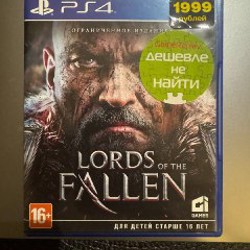 PS4
1999
рублей
ОГРАНИЧЕННОЕ ИЗДАНИЕ
ДЕШЕВЛЕ
НЕ
НАЙТИ
LORDS OF THE
FALLEN
16+
ДЛЯ ДЕТЕЙ СТАРШЕ 16 ЛЕТ
CI
GAMES